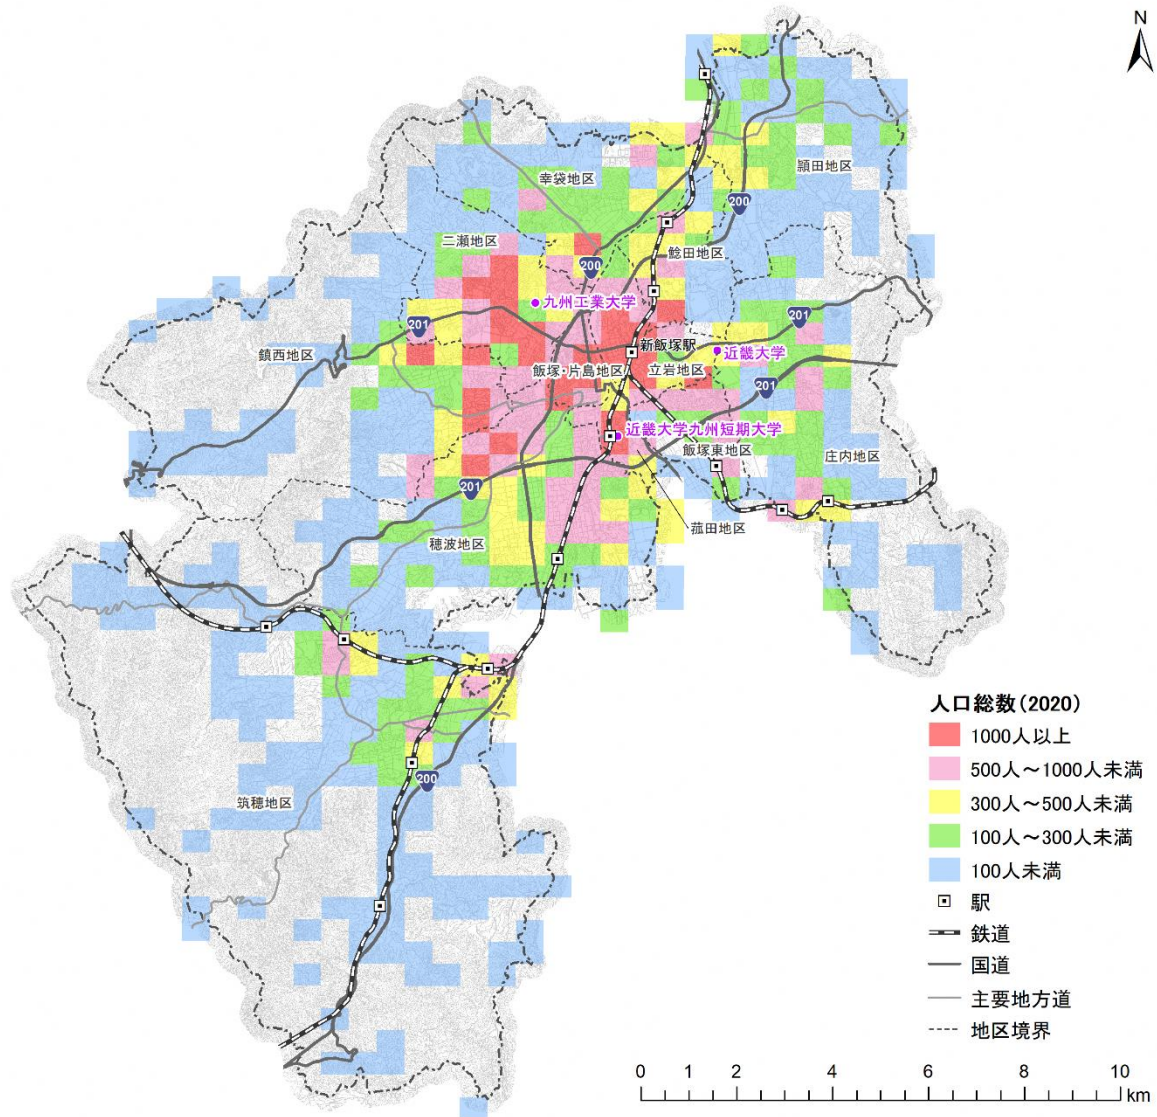 N
200
頴田地区
幸袋地区
二瀬地区
鯰田地区
200
九州工業大学
201
201
新飯塚駅
近畿大学
鎮西地区
飯塚・片島地区
立岩地区
201
近畿大学九州短期大学
飯塚東地区
庄内地区
201
菰田地区
穂波地区
200
筑穂地区
人口総数(2020)
1000人以上
500人～1000人未満
300人～500人未満
100人～300人未満
100人未満
駅
鉄道
国道
主要地方道
地区境界
0 1 2 4 6 8 10
km